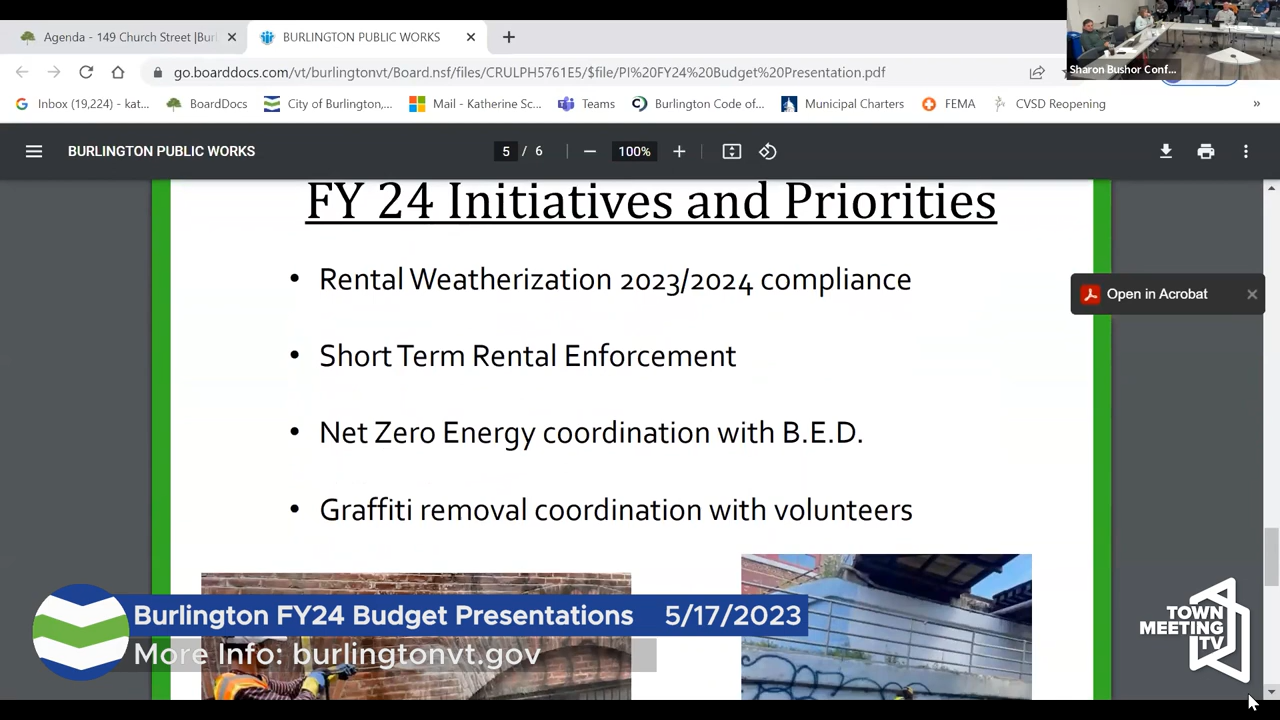 Agenda - 149 Church Street |Burl
BURLINGTON PUBLIC WORKS
go.boarddocs.com/vt/burlingtonvt/Board.nsf/files/CRULPH5761E5/$file/PI%20FY24%20Budget%20Presentation.pdf
Sharon Bushor Conf...
Inbox (19,224) - kat...
BoardDocs
City of Burlington,...
Mail - Katherine Sc...
Teams
Burlington Code of...
Municipal Charters
FEMA
CVSD Reopening
»
BURLINGTON PUBLIC WORKS
5 / 6
100%
FY 24 Initiatives and Priorities
• Rental Weatherization 2023/2024 compliance
Open in Acrobat
• Short Term Rental Enforcement
• Net Zero Energy coordination with B.E.D.
• Graffiti removal coordination with volunteers
Burlington FY24 Budget Presentations 5/17/2023
More Info: burlingtonvt.gov
TOWN
MEETING
TV